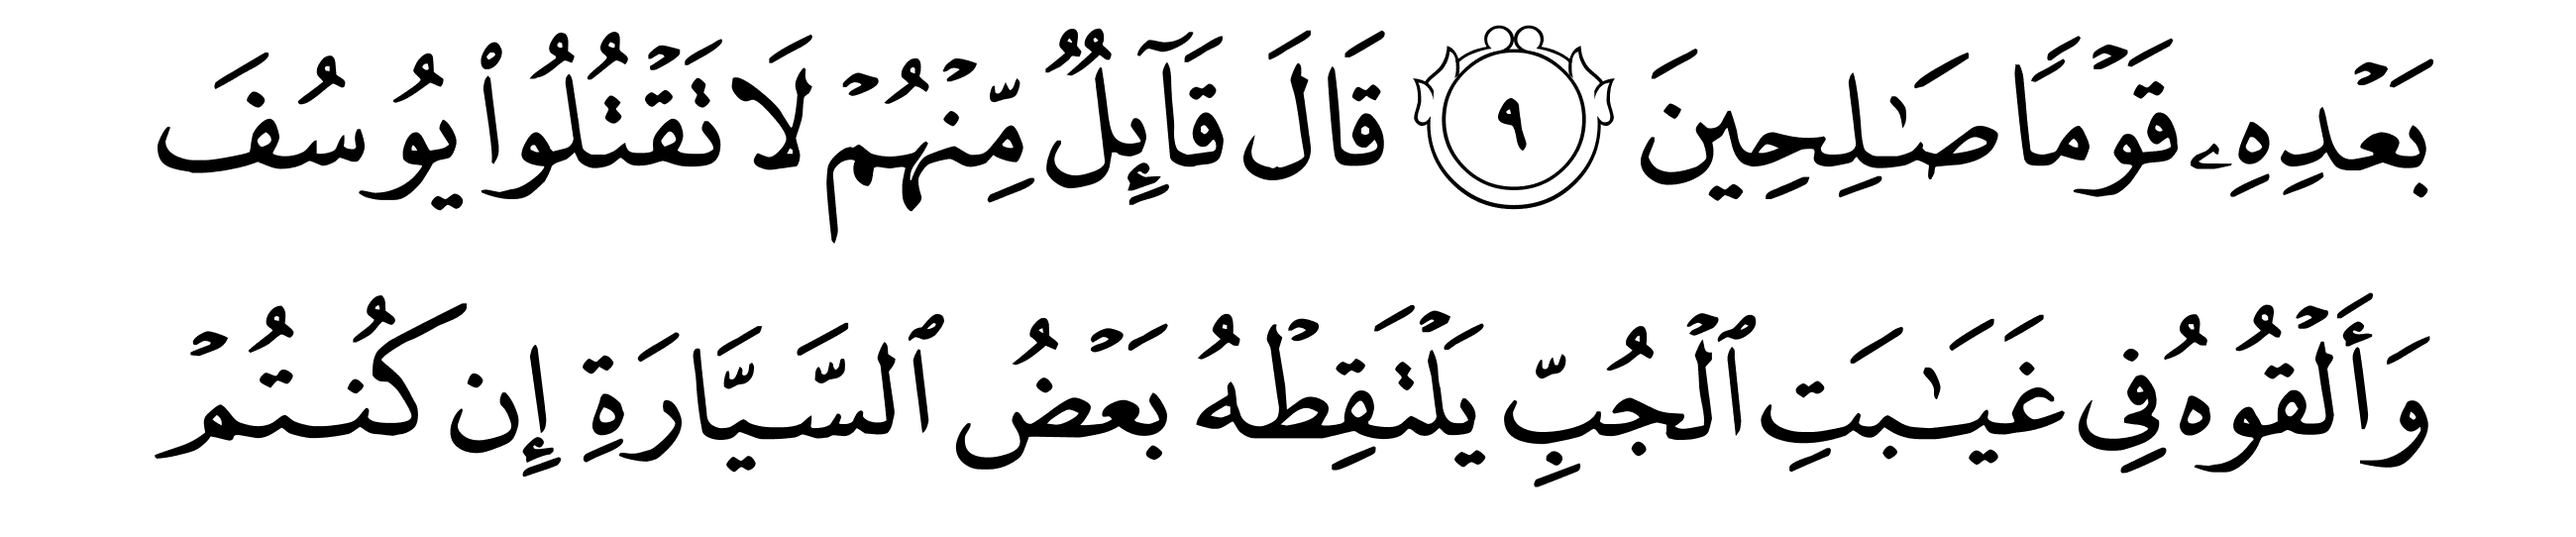 بَعۡدِهِۦ قَوۡمٗا صَٰلِحِينَ ٩ قَالَ قَآئِلٞ مِّنۡهُمۡ لَا تَقۡتُلُواْ يُوسُفَ
وَأَلۡقُوهُ فِي غَيَٰبَتِ ٱلۡجُبِّ يَلۡتَقِطۡهُ بَعۡضُ ٱلسَّيَّارَةِ إِن كُنتُمۡ